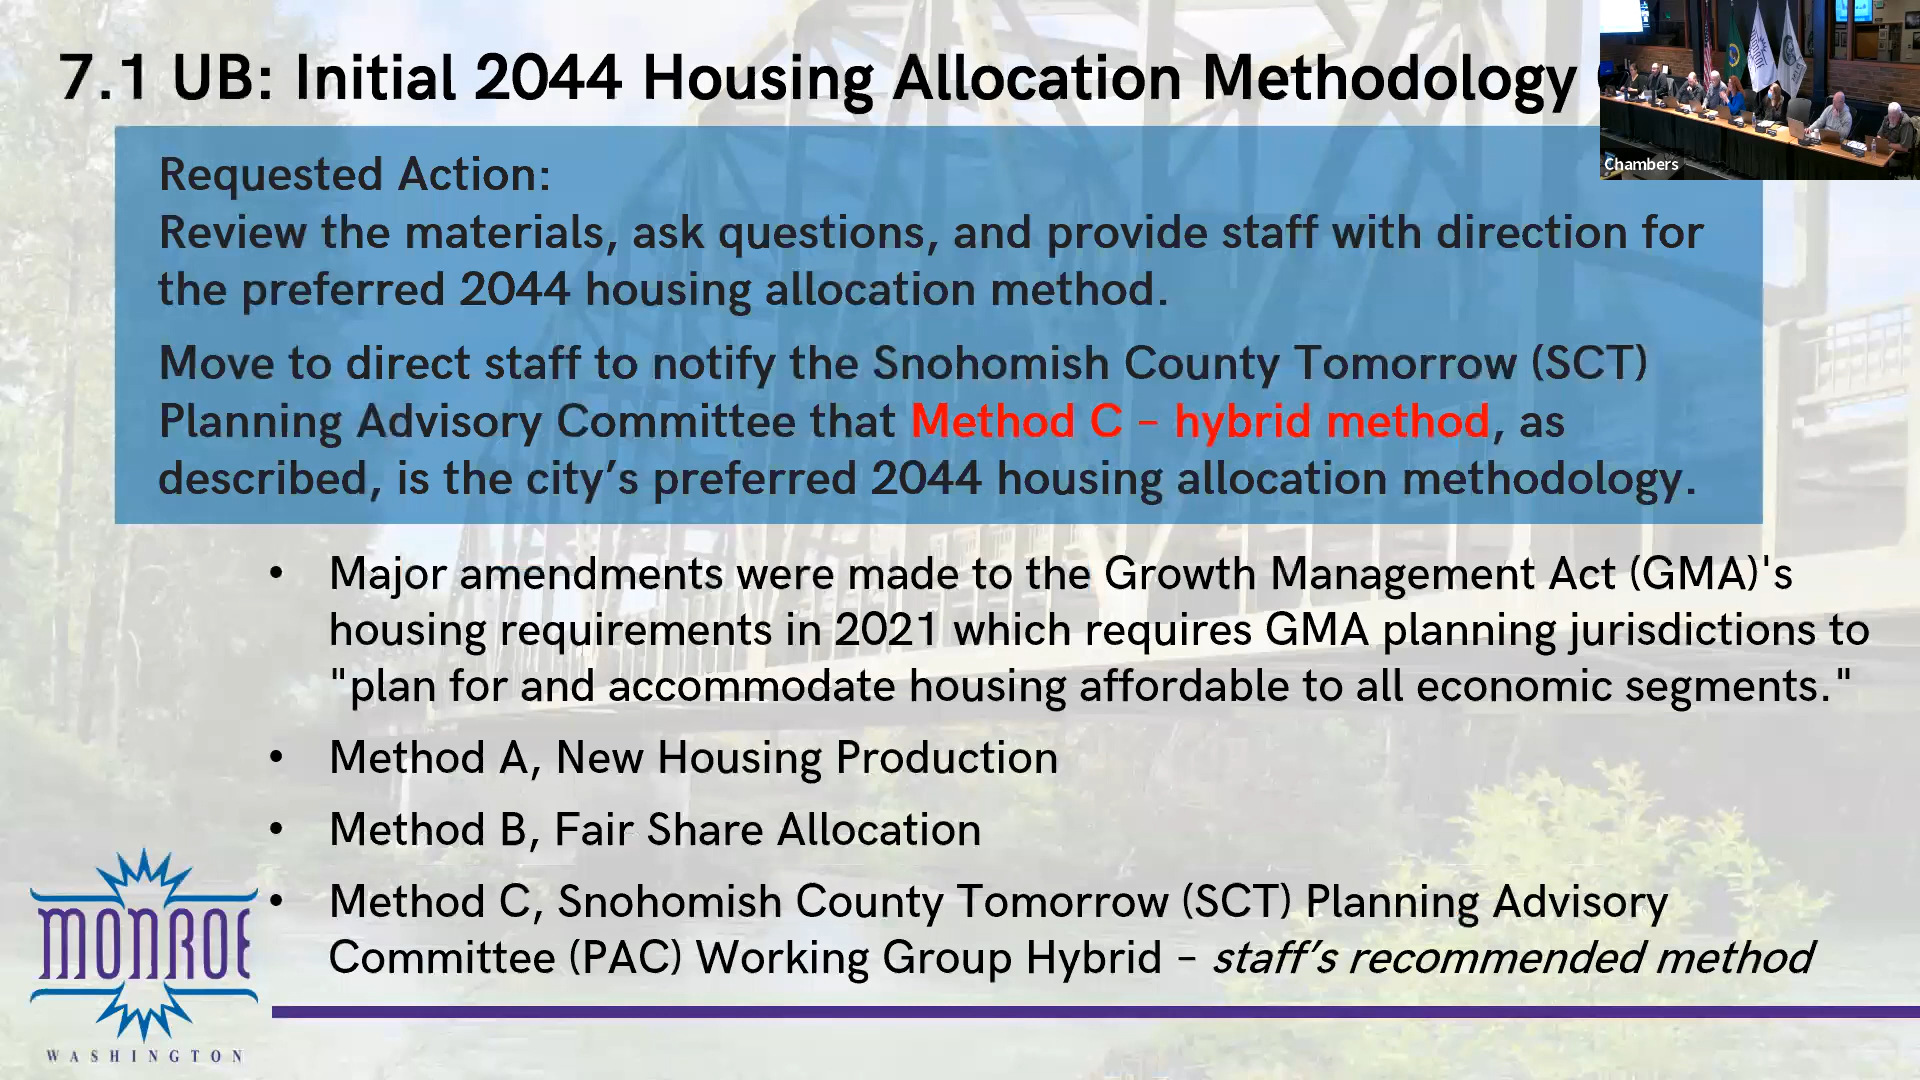 7.1 UB: Initial 2044 Housing Allocation Methodology
Chambers
Requested Action:
Review the materials, ask questions, and provide staff with direction for
the preferred 2044 housing allocation method.
Move to direct staff to notify the Snohomish County Tomorrow (SCT)
Planning Advisory Committee that Method C – hybrid method, as
described, is the city’s preferred 2044 housing allocation methodology.
• Major amendments were made to the Growth Management Act (GMA)'s
housing requirements in 2021 which requires GMA planning jurisdictions to
"plan for and accommodate housing affordable to all economic segments."
• Method A, New Housing Production
• Method B, Fair Share Allocation
• Method C, Snohomish County Tomorrow (SCT) Planning Advisory
Committee (PAC) Working Group Hybrid – staff’s recommended method
MONROE
WASHINGTON